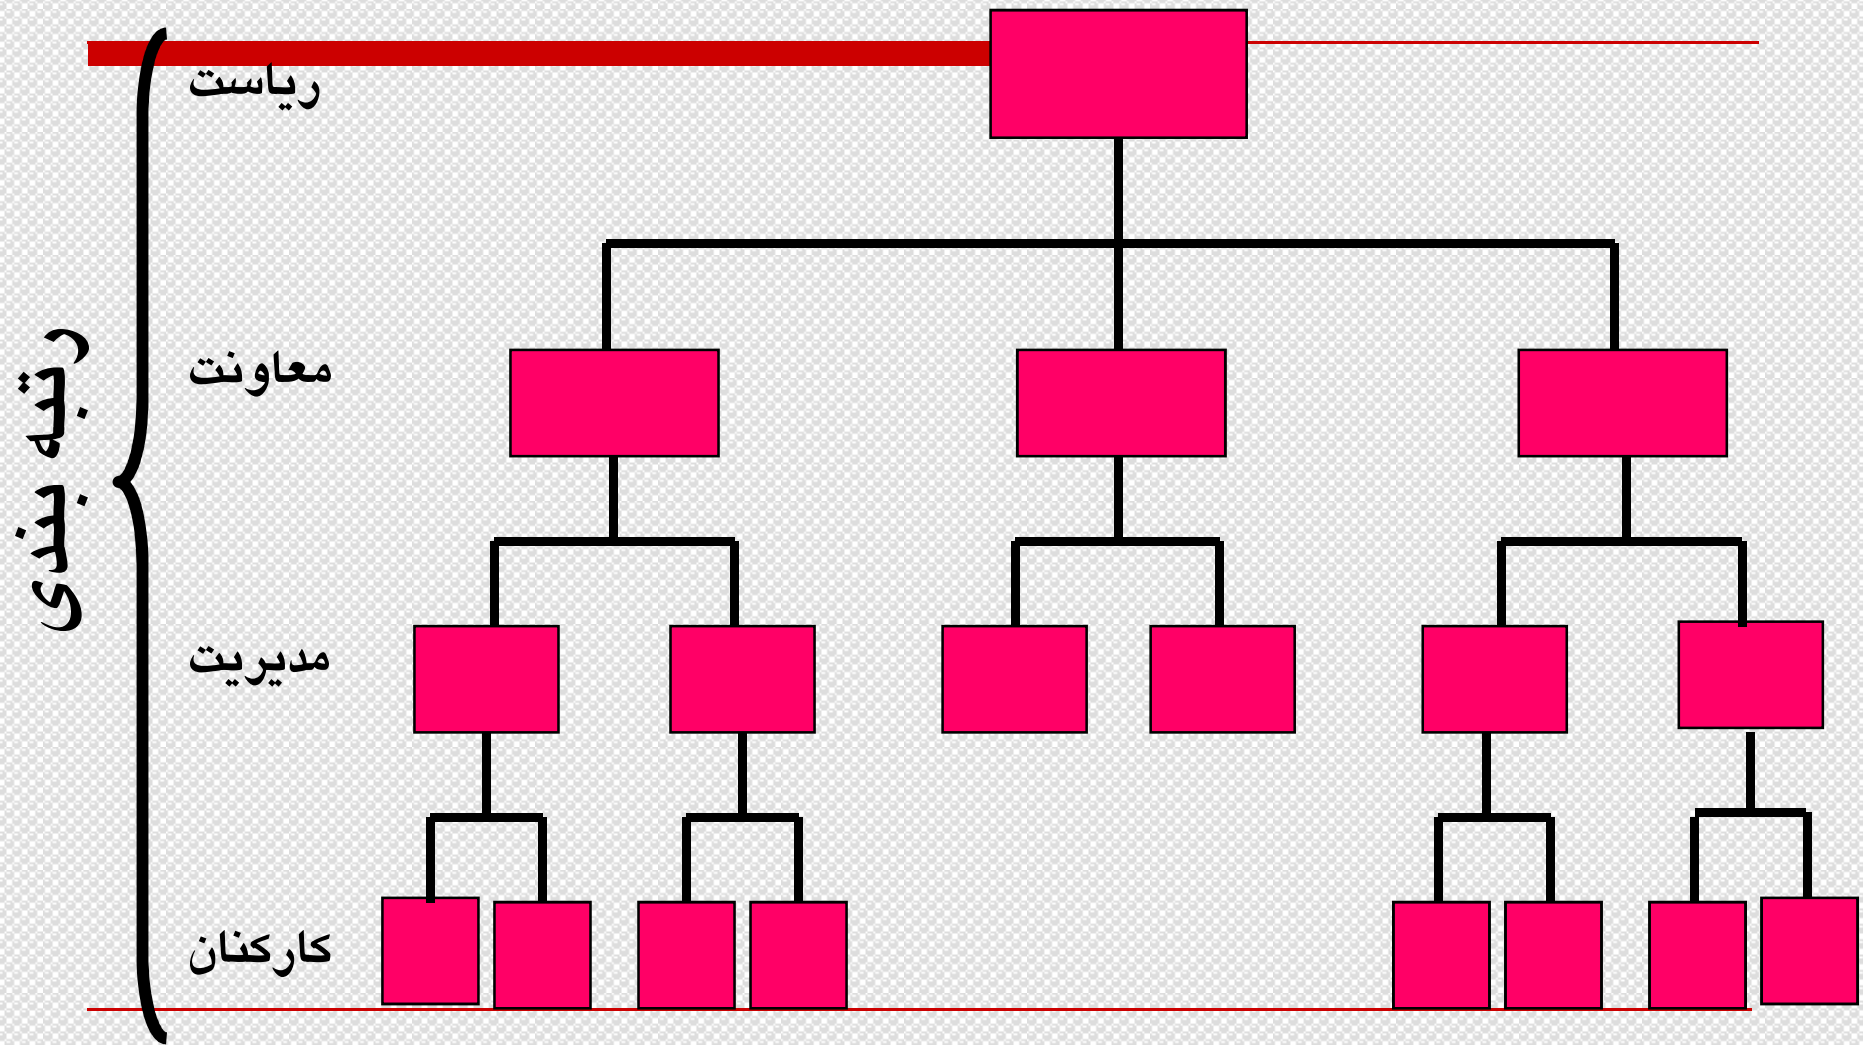 ریاست
معاونت
رتبه بندی
مدیریت
کارکنان